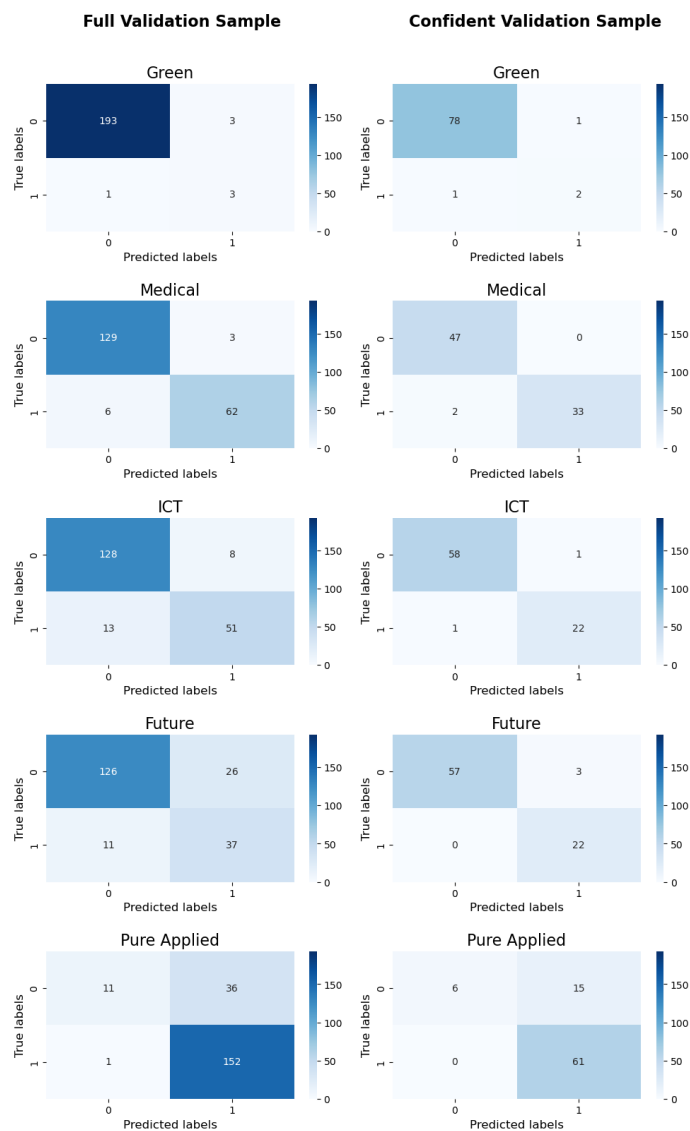 Full Validation Sample Confident Validation Sample
Green Green
0 193 3 150 0 78 1 150
True labels 100 True labels 100
1 1 3 50 1 1 2 50
0 0
0 1 0 1
Predicted labels Predicted labels
Medical Medical
0 129 3 150 0 47 0 150
True labels 100 True labels 100
1 6 62 50 1 2 33 50
0 0
0 1 0 1
Predicted labels Predicted labels
ICT ICT
0 128 8 150 0 58 1 150
True labels 100 True labels 100
1 13 51 50 1 1 22 50
0 0
0 1 0 1
Predicted labels Predicted labels
Future Future
0 126 26 150 0 57 3 150
True labels 100 True labels 100
1 11 37 50 1 0 22 50
0 0
0 1 0 1
Predicted labels Predicted labels
Pure Applied Pure Applied
0 11 36 150 0 6 15 150
True labels 100 True labels 100
1 1 152 50 1 0 61 50
0 0
0 1 0 1
Predicted labels Predicted labels